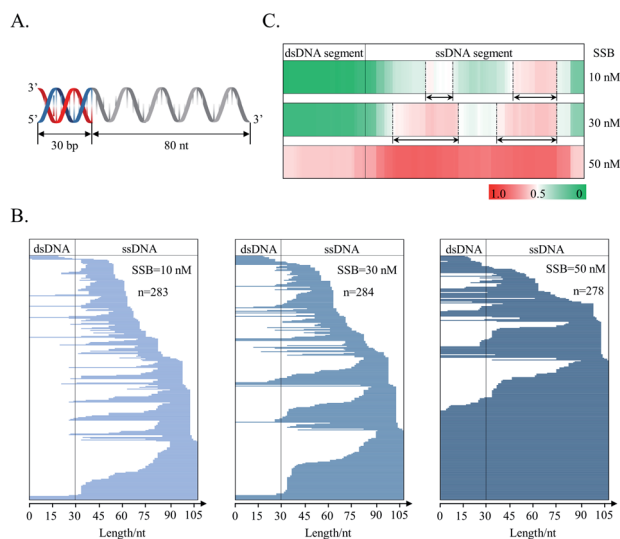 A.
3’
5’
3’
30 bp
80 nt
C.
dsDNA segment
ssDNA segment
SSB
10 nM
30 nM
50 nM
1.0
0.5
0
B.
dsDNA
ssDNA
SSB=10 nM
n=283
0 15 30 45 60 75 90 105
Length/nt
dsDNA
ssDNA
SSB=30 nM
n=284
0 15 30 45 60 75 90 105
Length/nt
dsDNA
ssDNA
SSB=50 nM
n=278
0 15 30 45 60 75 90 105
Length/nt